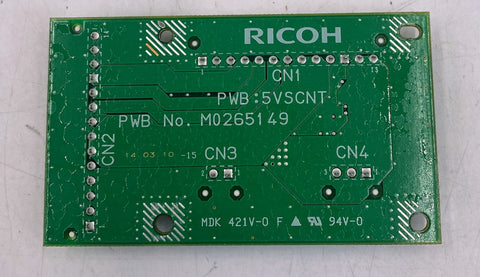 RICOH
CN1
PWB:5VSCNT
PWB No. M0265149
CN2
14 03 10 -15
CN3
CN4
MDK 421V-0 F 94V-0